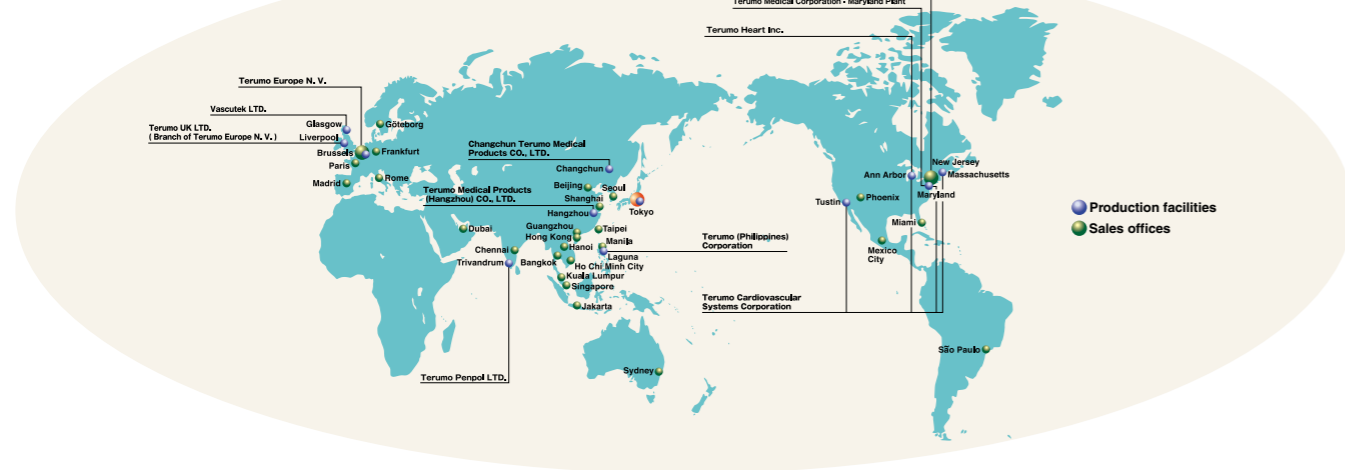 Terumo Medical Corporation - Maryland Plant
Terumo Heart Inc.
Terumo Europe N. V.
Vascutek LTD.
Terumo UK LTD.
( Branch of Terumo Europe N. V. )
Glasgow
Liverpool
Göteborg
Brussels
Frankfurt
Paris
Madrid
Rome
Changchun Terumo Medical
Products CO., LTD.
Changchun
Beijing
Seoul
Terumo Medical Products
(Hangzhou) CO., LTD.
Shanghai
Hangzhou
Tokyo
Dubai
Guangzhou
Hong Kong
Taipei
Chennai
Hanoi
Manila
Trivandrum
Bangkok
Laguna
Ho Chi Minh City
Kuala Lumpur
Singapore
Jakarta
Terumo (Philippines)
Corporation
Terumo Cardiovascular
Systems Corporation
Terumo Penpol LTD.
Sydney
New Jersey
Ann Arbor
Massachusetts
Maryland
Tustin
Phoenix
Miami
Mexico
City
São Paulo
Production facilities
Sales offices